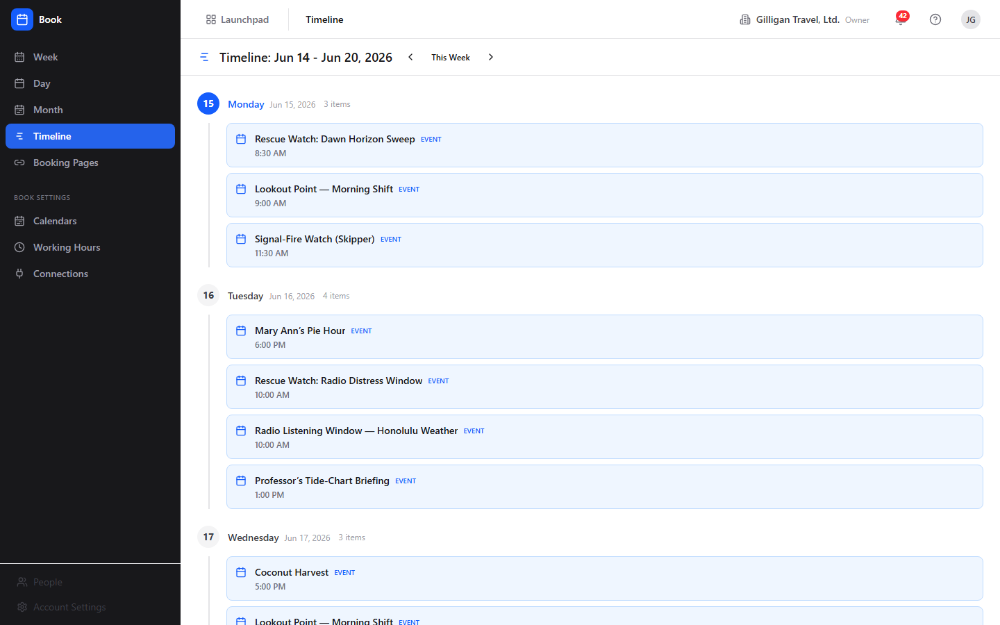 Book
Week
Day
Month
Timeline
Booking Pages
BOOK SETTINGS
Calendars
Working Hours
Connections
People
Account Settings
Launchpad
Timeline
Gilligan Travel, Ltd. Owner
42
JG
Timeline: Jun 14 - Jun 20, 2026
This Week
15 Monday Jun 15, 2026 3 items
Rescue Watch: Dawn Horizon Sweep EVENT
8:30 AM
Lookout Point — Morning Shift EVENT
9:00 AM
Signal-Fire Watch (Skipper) EVENT
11:30 AM
16 Tuesday Jun 16, 2026 4 items
Mary Ann's Pie Hour EVENT
6:00 PM
Rescue Watch: Radio Distress Window EVENT
10:00 AM
Radio Listening Window — Honolulu Weather EVENT
10:00 AM
Professor's Tide-Chart Briefing EVENT
1:00 PM
17 Wednesday Jun 17, 2026 3 items
Coconut Harvest EVENT
5:00 PM
Lookout Point — Morning Shift EVENT